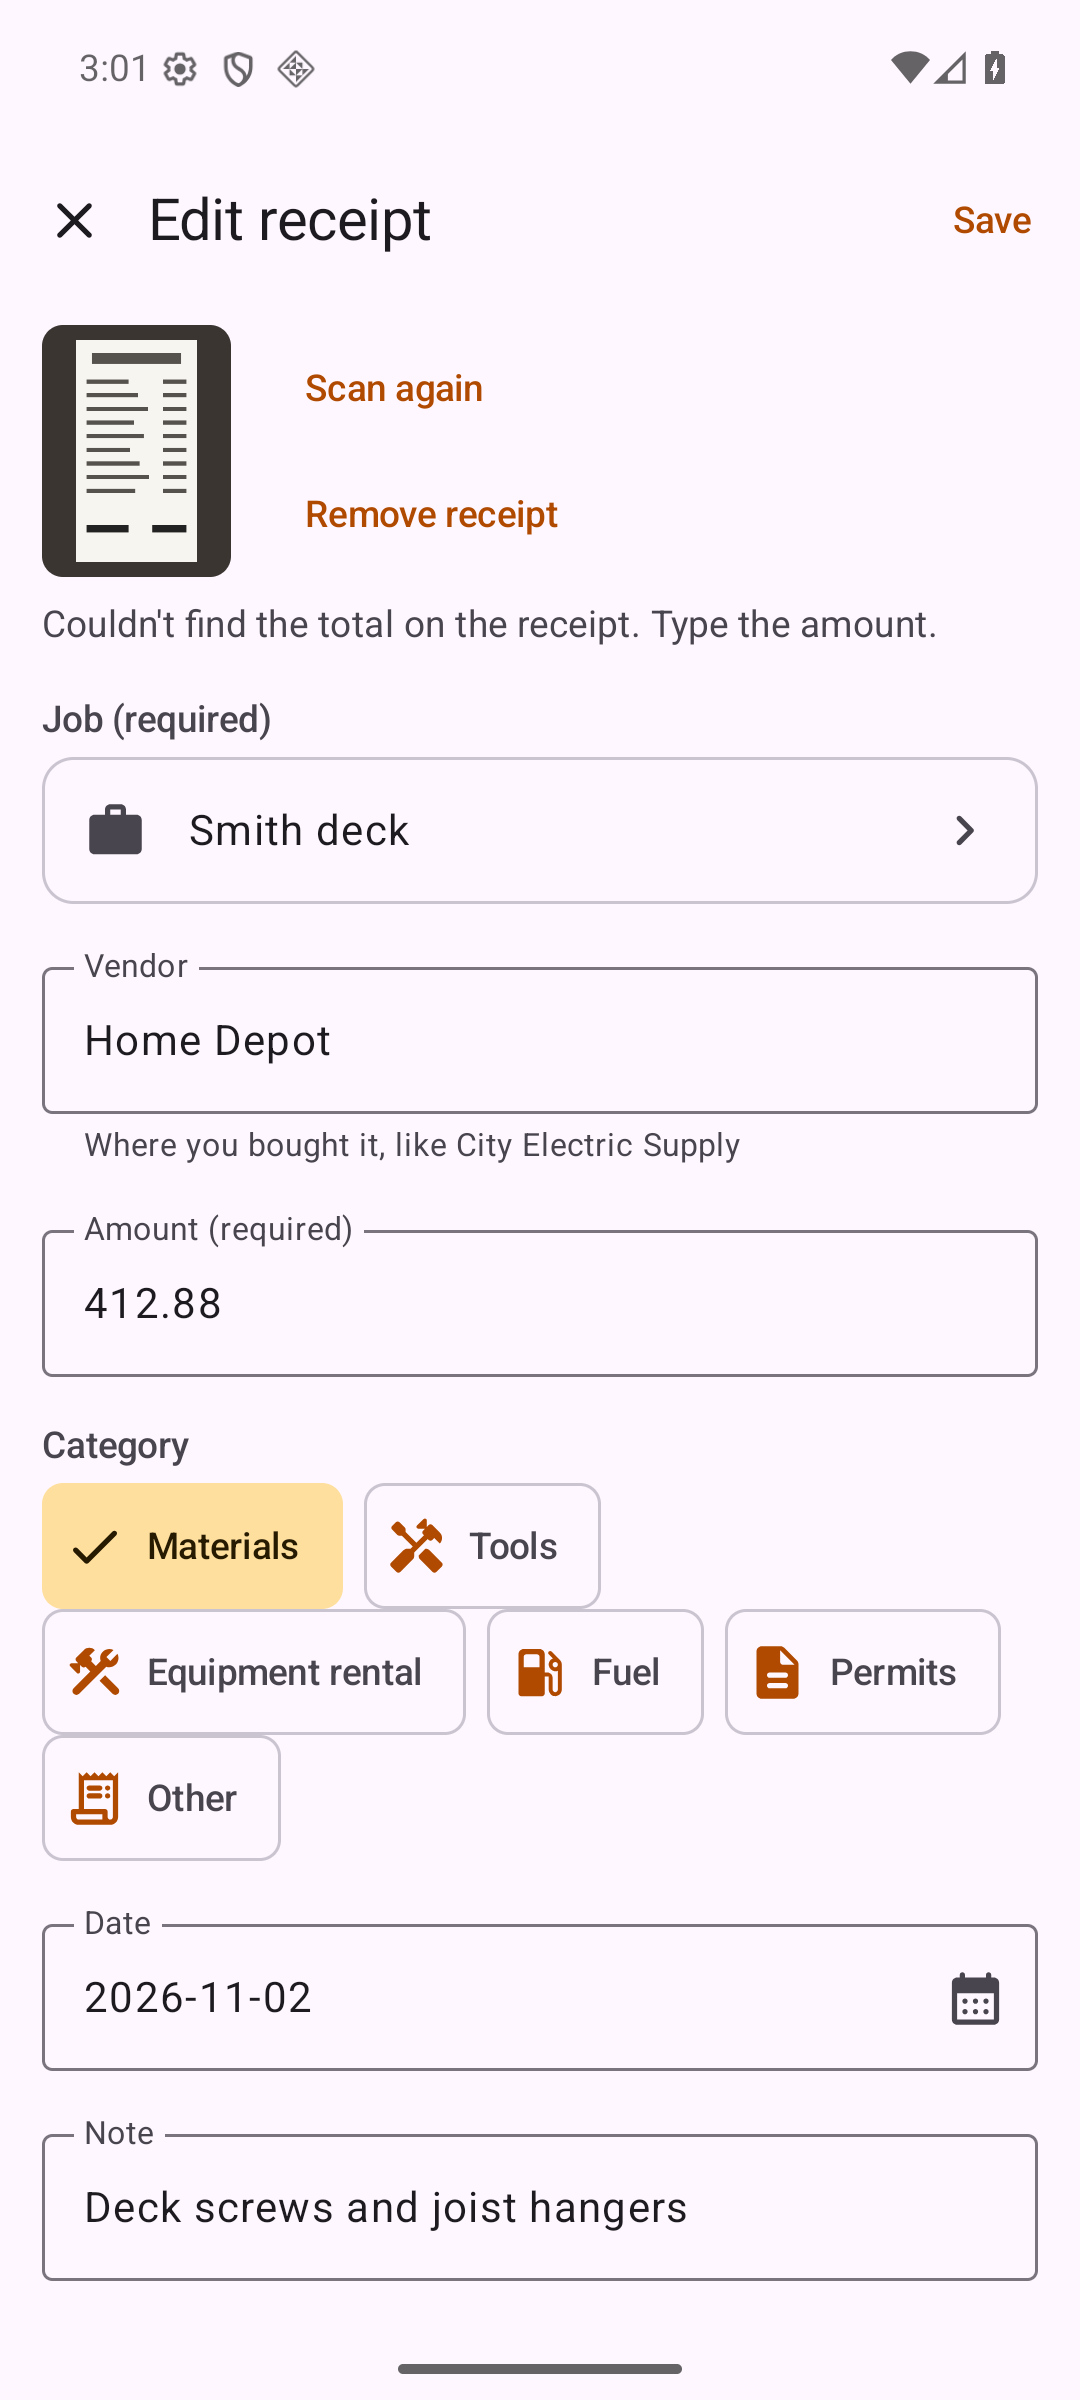 3:01
Edit receipt
Save
Scan again
Remove receipt
Couldn't find the total on the receipt. Type the amount.
Job (required)
Smith deck
Vendor
Home Depot
Where you bought it, like City Electric Supply
Amount (required)
412.88
Category
Materials
Tools
Equipment rental
Fuel
Permits
Other
Date
2026-11-02
Note
Deck screws and joist hangers